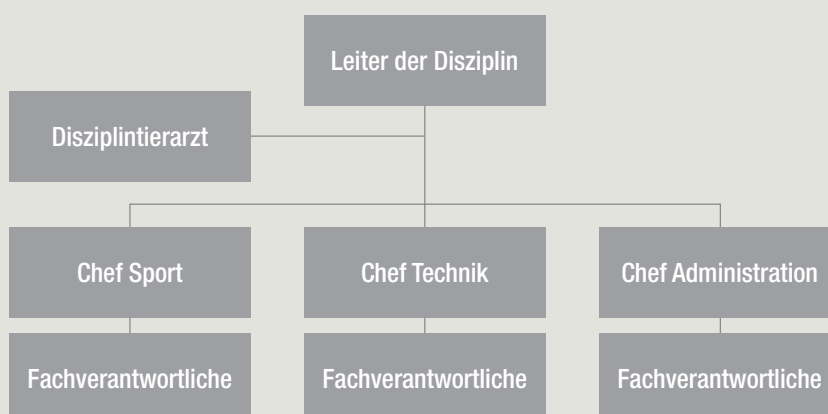 Leiter der Disziplin
Disziplintierarzt
Chef Sport
Chef Technik
Chef Administration
Fachverantwortliche
Fachverantwortliche
Fachverantwortliche